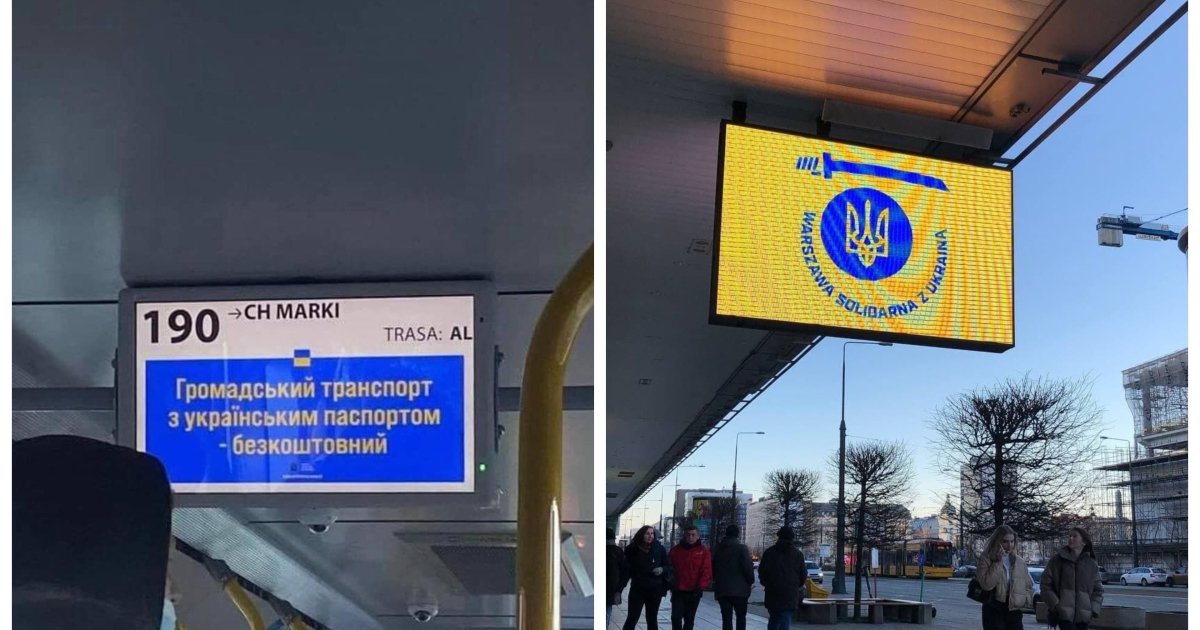 190 →CH MARKI
TRASA: AL
Громадський транспорт
з українським паспортом
- безкоштовний
WARSZAWA SOLIDARNA Z UKRAINĄ